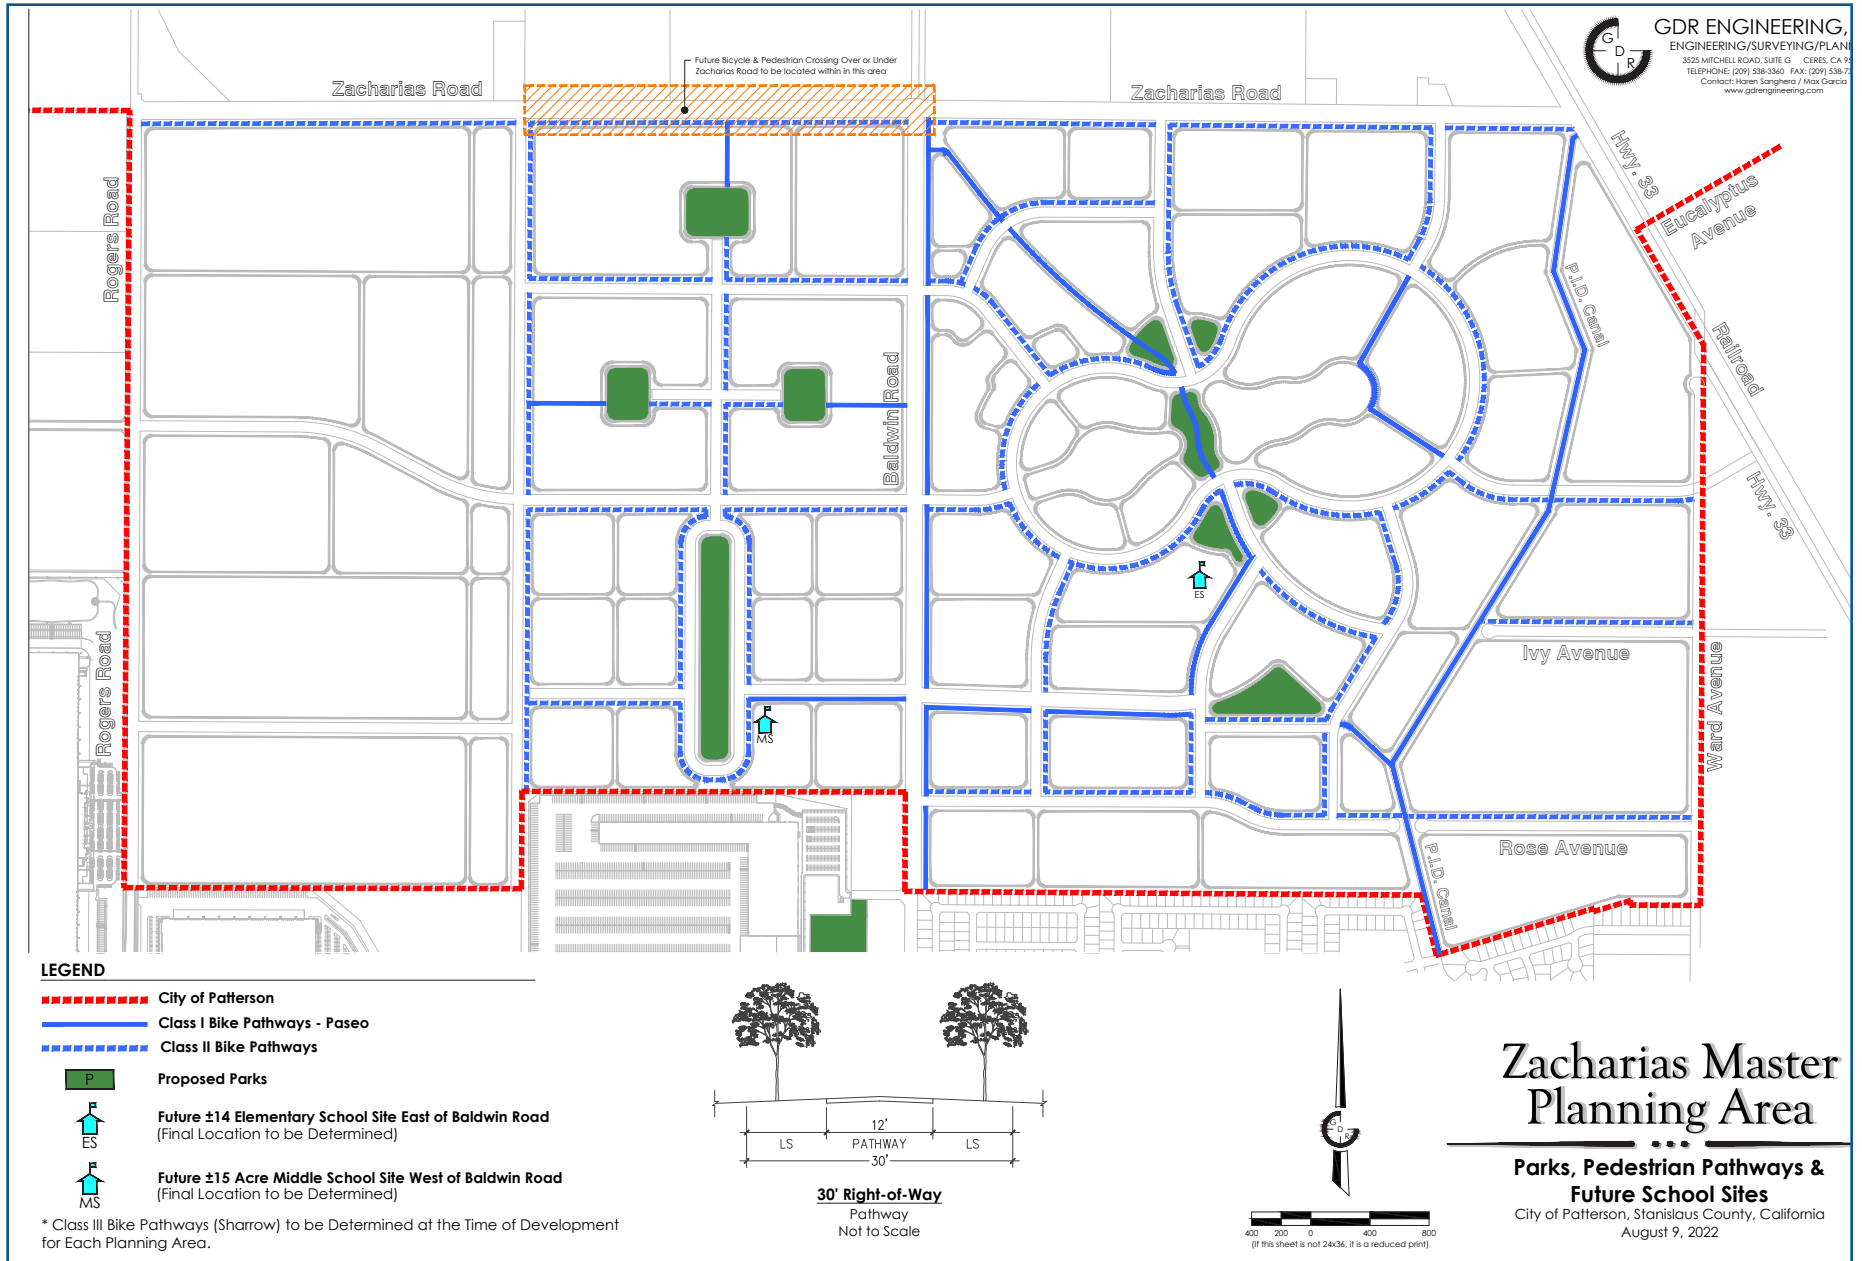 GDR ENGINEERING,
ENGINEERING/SURVEYING/PLAN
3525 MITCHELL ROAD, SUITE G CERES, CA 9
TELEPHONE: (209) 538-3360 FAX: (209) 538-7
Contact: Haren Sanghera / Max Garcia
www.gdrengineering.com
G
D
R
Future Bicycle & Pedestrian Crossing Over or Under
Zacharias Road to be located within in this area
Zacharias Road
Zacharias Road
Hwy. 33
Eucalyptus
Avenue
Rogers Road
P.I.D. Canal
Railroad
Baldwin Road
Hwy. 33
ES
Rogers Road
Ivy Avenue
Ward Avenue
MS
Rose Avenue
P.I.D. Canal
LEGEND
City of Patterson
Class I Bike Pathways - Paseo
Class II Bike Pathways
P
Proposed Parks
Future ±14 Elementary School Site East of Baldwin Road
(Final Location to be Determined)
ES
Future ±15 Acre Middle School Site West of Baldwin Road
(Final Location to be Determined)
MS
* Class III Bike Pathways (Sharrow) to be Determined at the Time of Development
for Each Planning Area.
12'
LS PATHWAY LS
30'
30' Right-of-Way
Pathway
Not to Scale
G
D
R
400 200 0 400 800
(If this sheet is not 24x36, it is a reduced print)
Zacharias Master
Planning Area
Parks, Pedestrian Pathways &
Future School Sites
City of Patterson, Stanislaus County, California
August 9, 2022